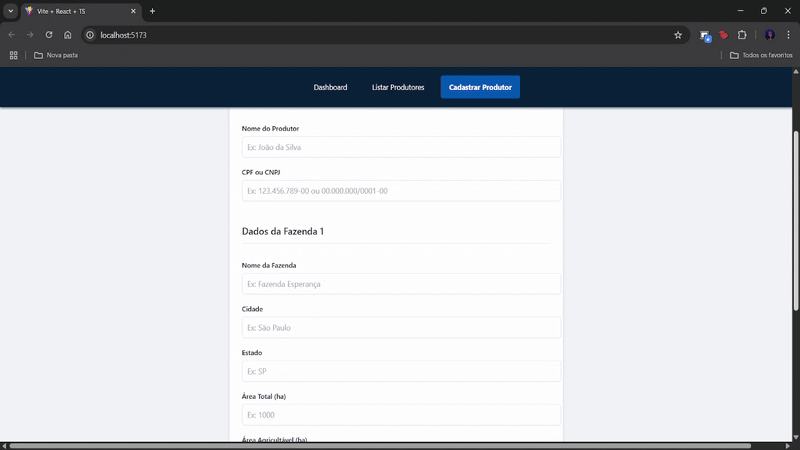 Vite + React + TS
localhost:5173
Nova pasta
Todos os favoritos
Dashboard
Listar Produtores
Cadastrar Produtor
Nome do Produtor
Ex: João da Silva
CPF ou CNPJ
Ex: 123.456.789-00 ou 00.000.000/0001-00
Dados da Fazenda 1
Nome da Fazenda
Ex: Fazenda Esperança
Cidade
Ex: São Paulo
Estado
Ex: SP
Área Total (ha)
Ex: 1000
Área Agricultável (ha)